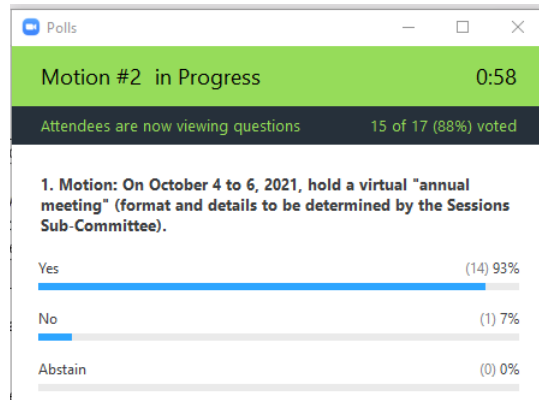 Polls
Motion #2 in Progress 0:58
Attendees are now viewing questions 15 of 17 (88%) voted
1. Motion: On October 4 to 6, 2021, hold a virtual "annual
meeting" (format and details to be determined by the Sessions
Sub-Committee).
Yes (14) 93%
No (1) 7%
Abstain (0) 0%